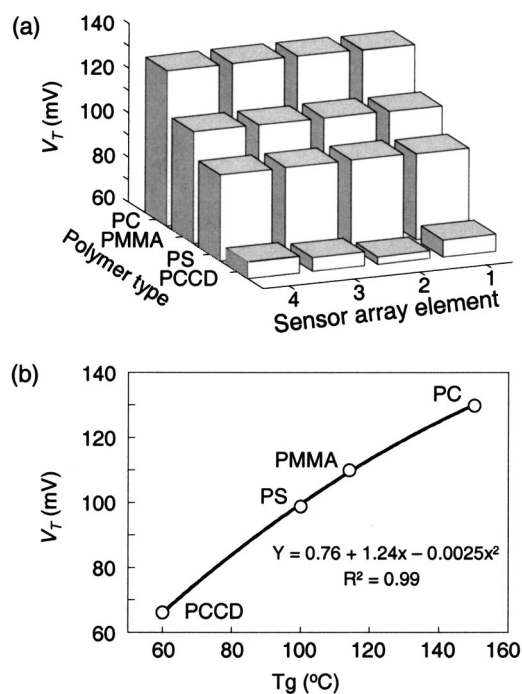 (a)
140
120
100
80
60
V_T (mV)
PC
PMMA
PS
PCCD
Polymer type
4
3
2
1
Sensor array element
(b)
140
120
100
80
60
V_T (mV)
PC
PMMA
PS
PCCD
Y = 0.76 + 1.24x − 0.0025x²
R² = 0.99
60 80 100 120 140 160
Tg (ºC)